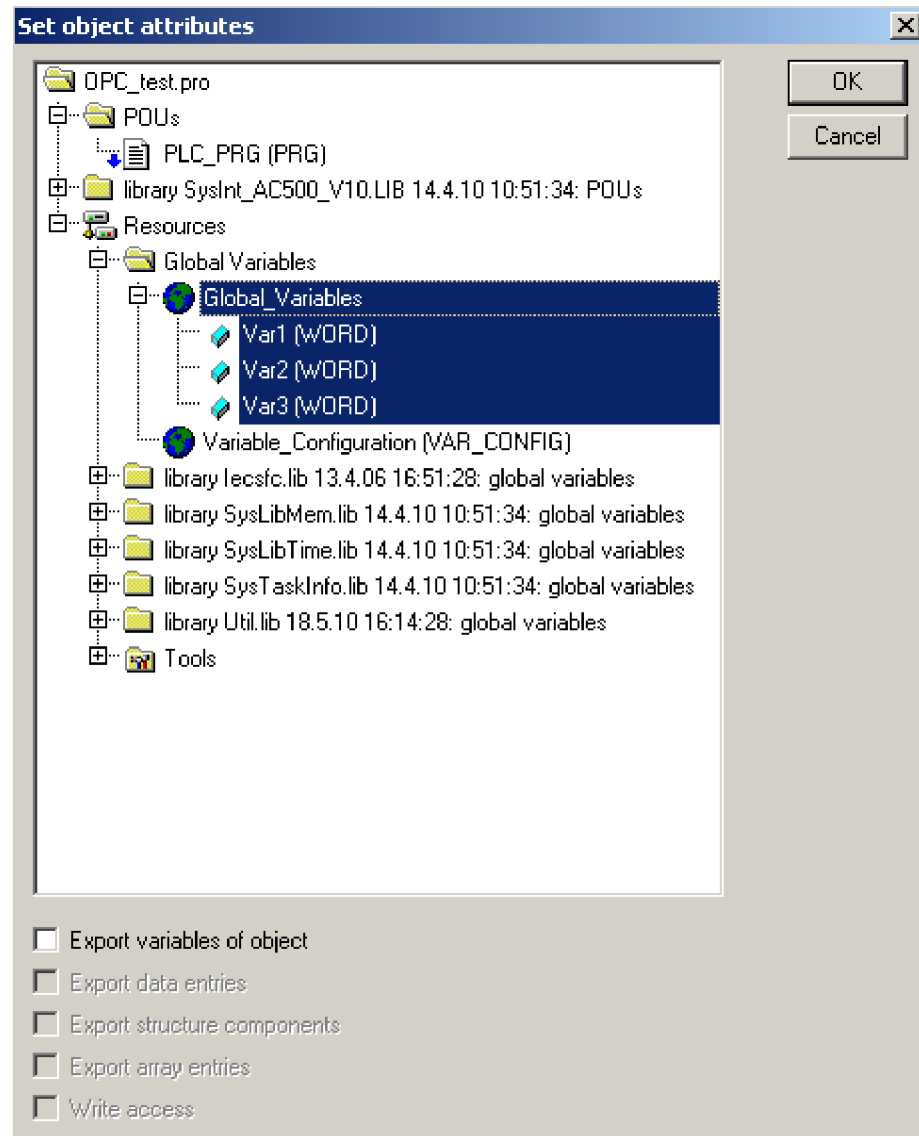 Set object attributes
OPC_test.pro
OK
POUs
Cancel
PLC_PRG (PRG)
library SysInt_AC500_V10.LIB 14.4.10 10:51:34: POUs
Resources
Global Variables
Global_Variables
Var1 (WORD)
Var2 (WORD)
Var3 (WORD)
Variable_Configuration (VAR_CONFIG)
library Iecsfc.lib 13.4.06 16:51:28: global variables
library SysLibMem.lib 14.4.10 10:51:34: global variables
library SysLibTime.lib 14.4.10 10:51:34: global variables
library SysTaskInfo.lib 14.4.10 10:51:34: global variables
library Util.lib 18.5.10 16:14:28: global variables
Tools
Export variables of object
Export data entries
Export structure components
Export array entries
Write access